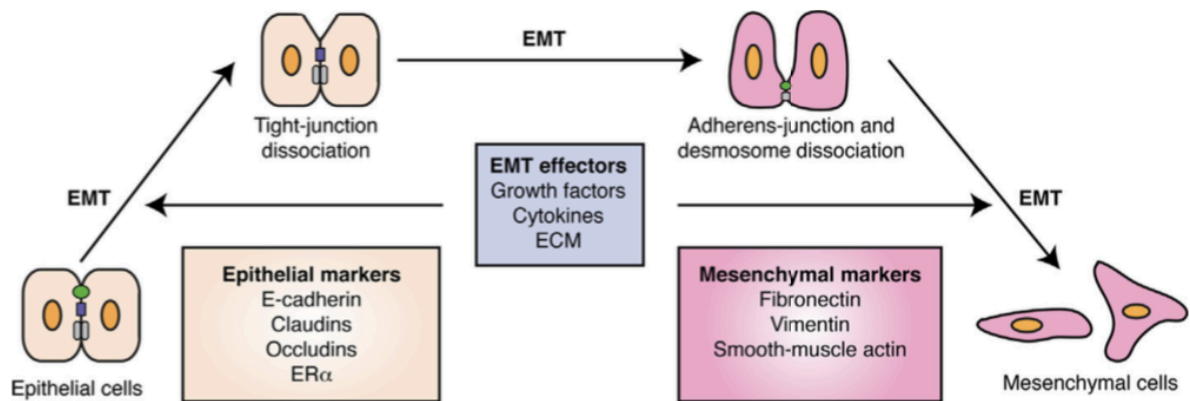 EMT
Tight-junction
dissociation
Adherens-junction and
desmosome dissociation
EMT effectors
Growth factors
Cytokines
ECM
EMT
EMT
Epithelial markers
E-cadherin
Claudins
Occludins
ERα
Mesenchymal markers
Fibronectin
Vimentin
Smooth-muscle actin
Epithelial cells
Mesenchymal cells